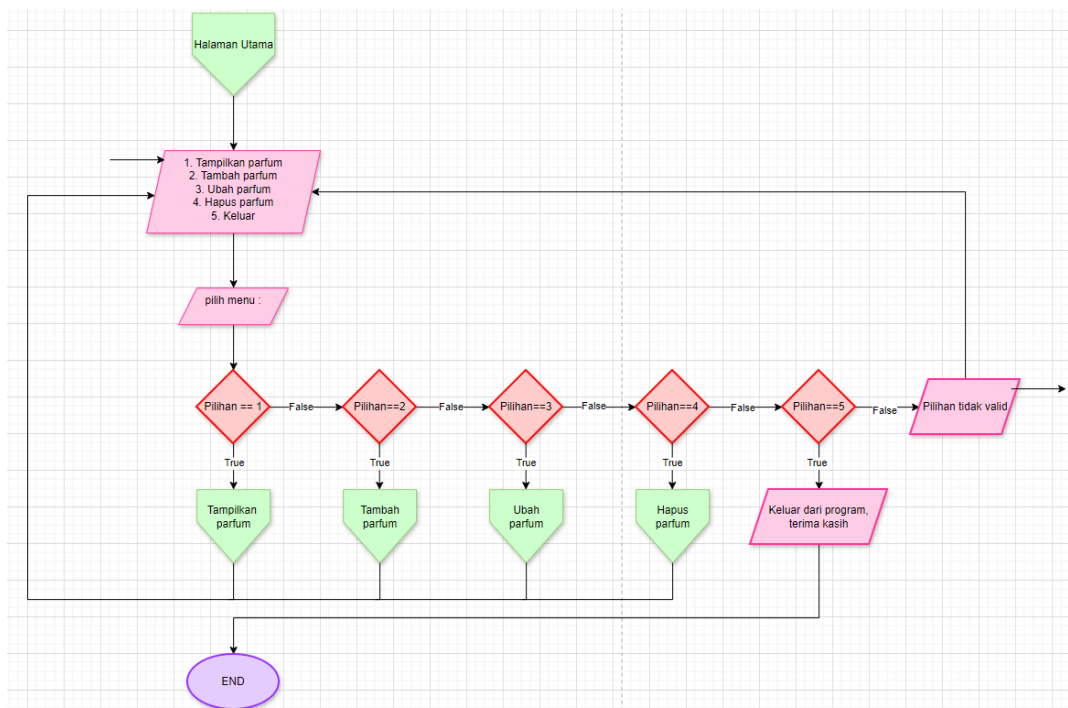 Halaman Utama
1. Tampilkan parfum
2. Tambah parfum
3. Ubah parfum
4. Hapus parfum
5. Keluar
pilih menu :
Pilihan == 1
False
Pilihan==2
False
Pilihan==3
False
Pilihan==4
False
Pilihan==5
False
Pilihan tidak valid
True
True
True
True
True
Tampilkan
parfum
Tambah
parfum
Ubah
parfum
Hapus
parfum
Keluar dari program,
terima kasih
END